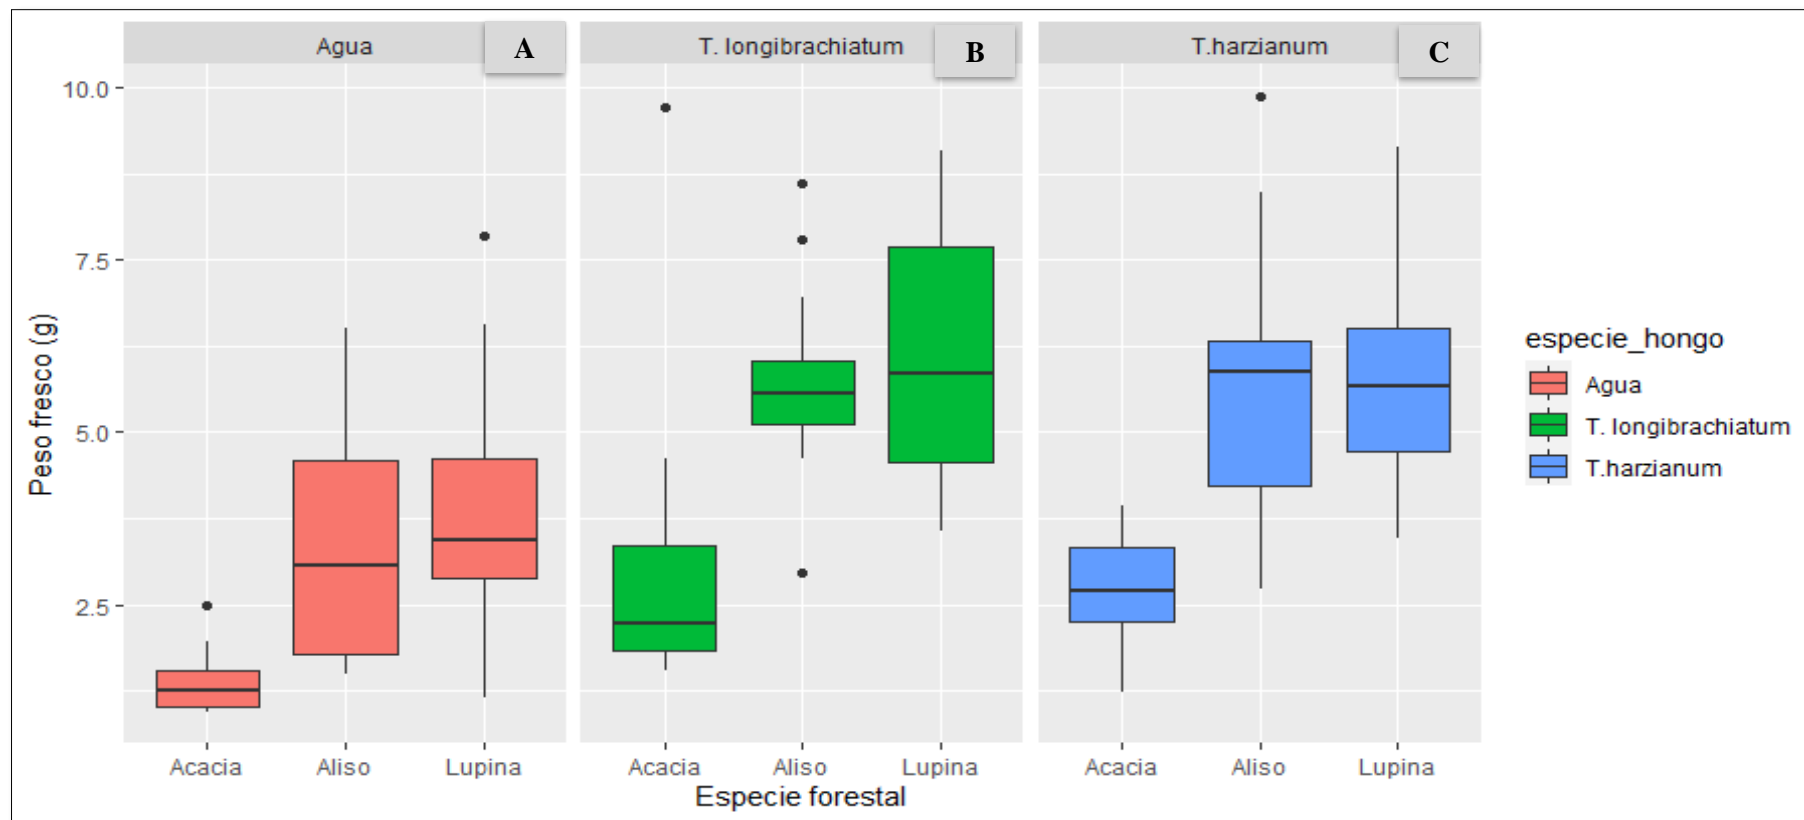 Agua A T. longibrachiatum B T.harzianum C
10.0
7.5
5.0
2.5
Peso fresco (g)
Acacia Aliso Lupina Acacia Aliso Lupina Acacia Aliso Lupina
Especie forestal
especie_hongo
Agua
T. longibrachiatum
T.harzianum